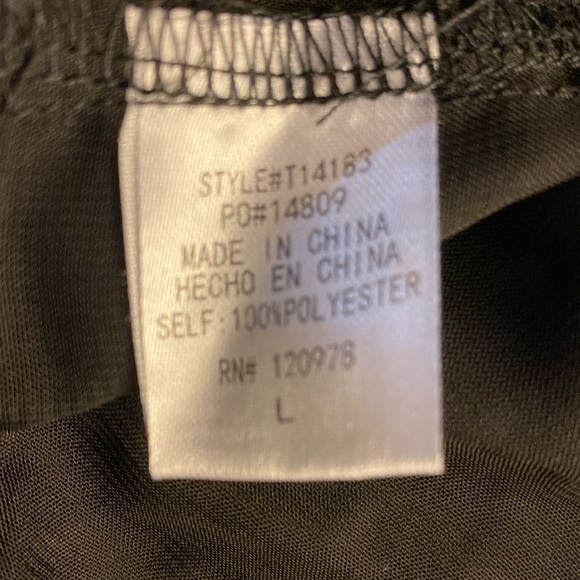 STYLE#T14183
PO#14809
MADE IN CHINA
HECHO EN CHINA
SELF:100%POLYESTER
RN# 120978
L